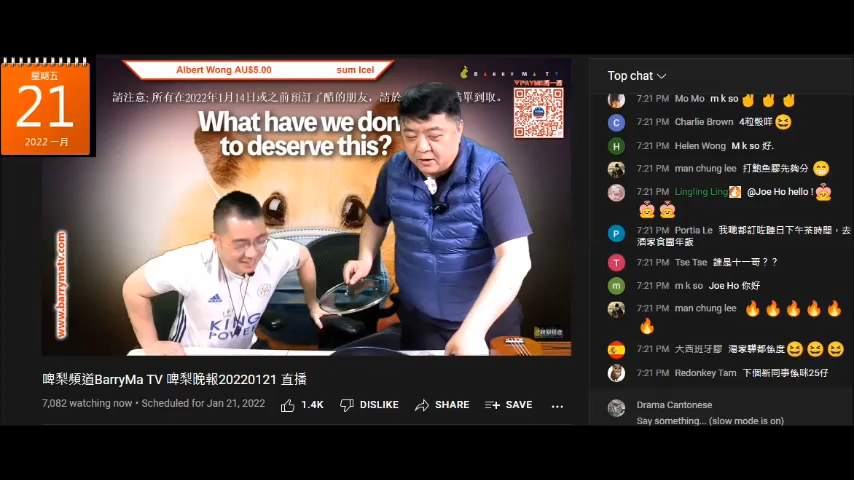 星期五
21
2022 一月
Albert Wong AU$5.00 sum Icel
BARRYMA TV
請注意: 所有在2022年1月14日或之前預訂了醋的朋友，請於
單到取。
What have we don
to deserve this?
www.barrymatv.com
KING
POWER
啤梨頻道BarryMa TV 啤梨晚報20220121 直播
7,082 watching now • Scheduled for Jan 21, 2022
1.4K DISLIKE SHARE SAVE ...
Top chat
7:21 PM Mo Mo m k so ✌✌✌
7:21 PM Charlie Brown 4粒骰咩😆
7:21 PM Helen Wong M k so 好.
7:21 PM man chung lee 打鮑魚膠先夠分 😁
7:21 PM Lingling Ling @Joe Ho hello !
7:21 PM Portia Le 我哋都訂咗聽日下午茶時間，去
酒家食團年飯
7:21 PM Tse Tse 誰是十一哥？？
7:21 PM m k so Joe Ho 你好
7:21 PM man chung lee 🔥🔥🔥🔥🔥
🔥
7:21 PM 大西班牙膠 湯家驊都係度😆😆😆
7:21 PM Redonkey Tam 下個新同事係咪25仔
Drama Cantonese
Say something... (slow mode is on)